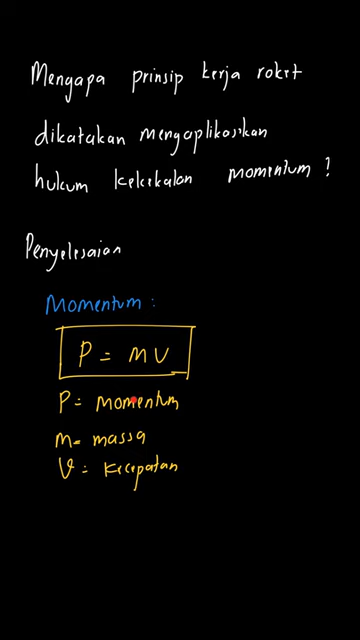 Mengapa prinsip kerja roket
dikatakan mengaplikasikan
hukum kekekalan momentum ?
Penyelesaian
Momentum :
P = mv
P = momentum
m = massa
V = kecepatan